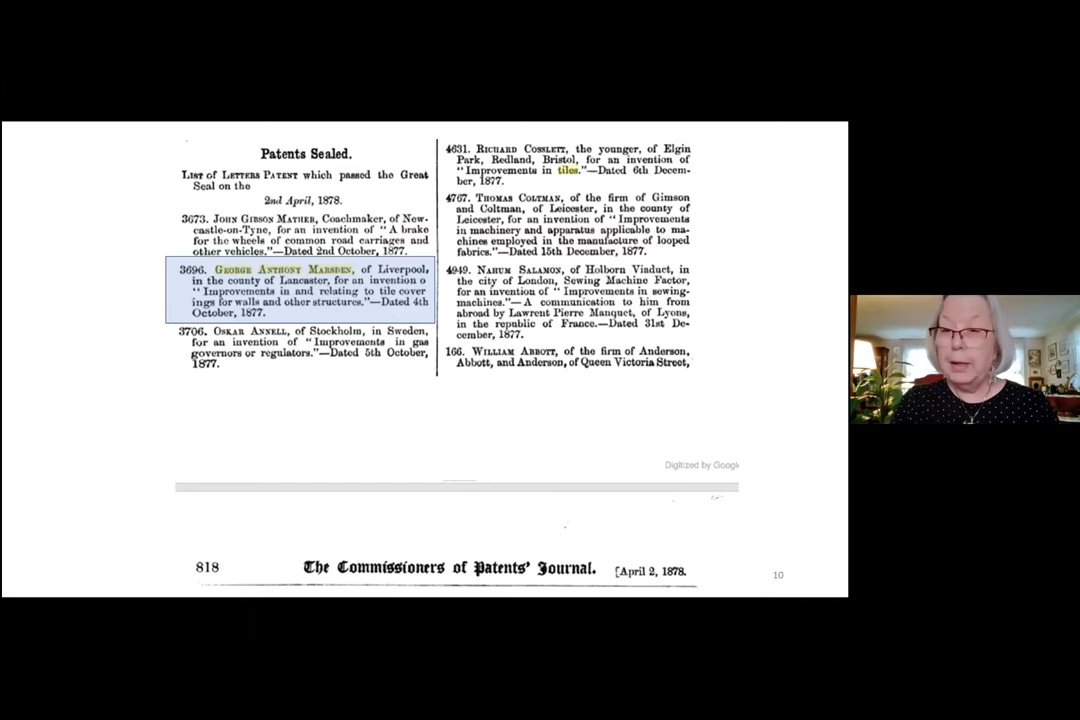 Patents Sealed.
LIST OF LETTERS PATENT which passed the Great
Seal on the
2nd April, 1878.
3673. JOHN GIBSON MATHER, Coachmaker, of New-
castle-on-Tyne, for an invention of “A brake
for the wheels of common road carriages and
other vehicles.”—Dated 2nd October, 1877.
3696. GEORGE ANTHONY MARSDEN, of Liverpool,
in the county of Lancaster, for an invention o
“Improvements in and relating to tile cover
ings for walls and other structures.”—Dated 4th
October, 1877.
3706. OSKAR ANNELL, of Stockholm, in Sweden,
for an invention of “Improvements in gas
governors or regulators.”—Dated 5th October,
1877.
4631. RICHARD COSSLETT, the younger, of Elgin
Park, Redland, Bristol, for an invention of
“Improvements in tiles.”—Dated 6th Decem-
ber, 1877.
4767. THOMAS COLTMAN, of the firm of Gimson
and Coltman, of Leicester, in the county of
Leicester, for an invention of “Improvements
in machinery and apparatus applicable to ma-
chines employed in the manufacture of looped
fabrics.”—Dated 15th December, 1877.
4949. NAHUM SALAMON, of Holborn Viaduct, in
the city of London, Sewing Machine Factor,
for an invention of “Improvements in sewing-
machines.”—A communication to him from
abroad by Lawrent Pierre Manquet, of Lyons,
in the republic of France.—Dated 31st De-
cember, 1877.
166. WILLIAM ABBOTT, of the firm of Anderson,
Abbott, and Anderson, of Queen Victoria Street,
Digitized by Google
818 The Commissioners of Patents’ Journal. [April 2, 1878.
10